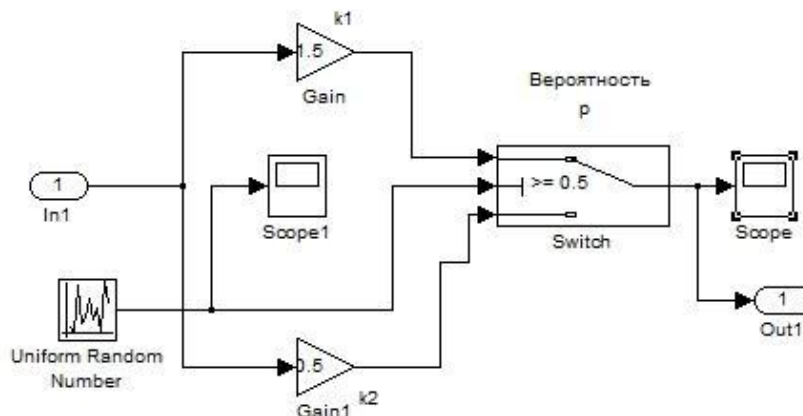 k1
1.5
Gain
Вероятность
p
1
In1
Scope1
>= 0.5
Switch
Scope
1
Out1
Uniform Random
Number
0.5
k2
Gain1